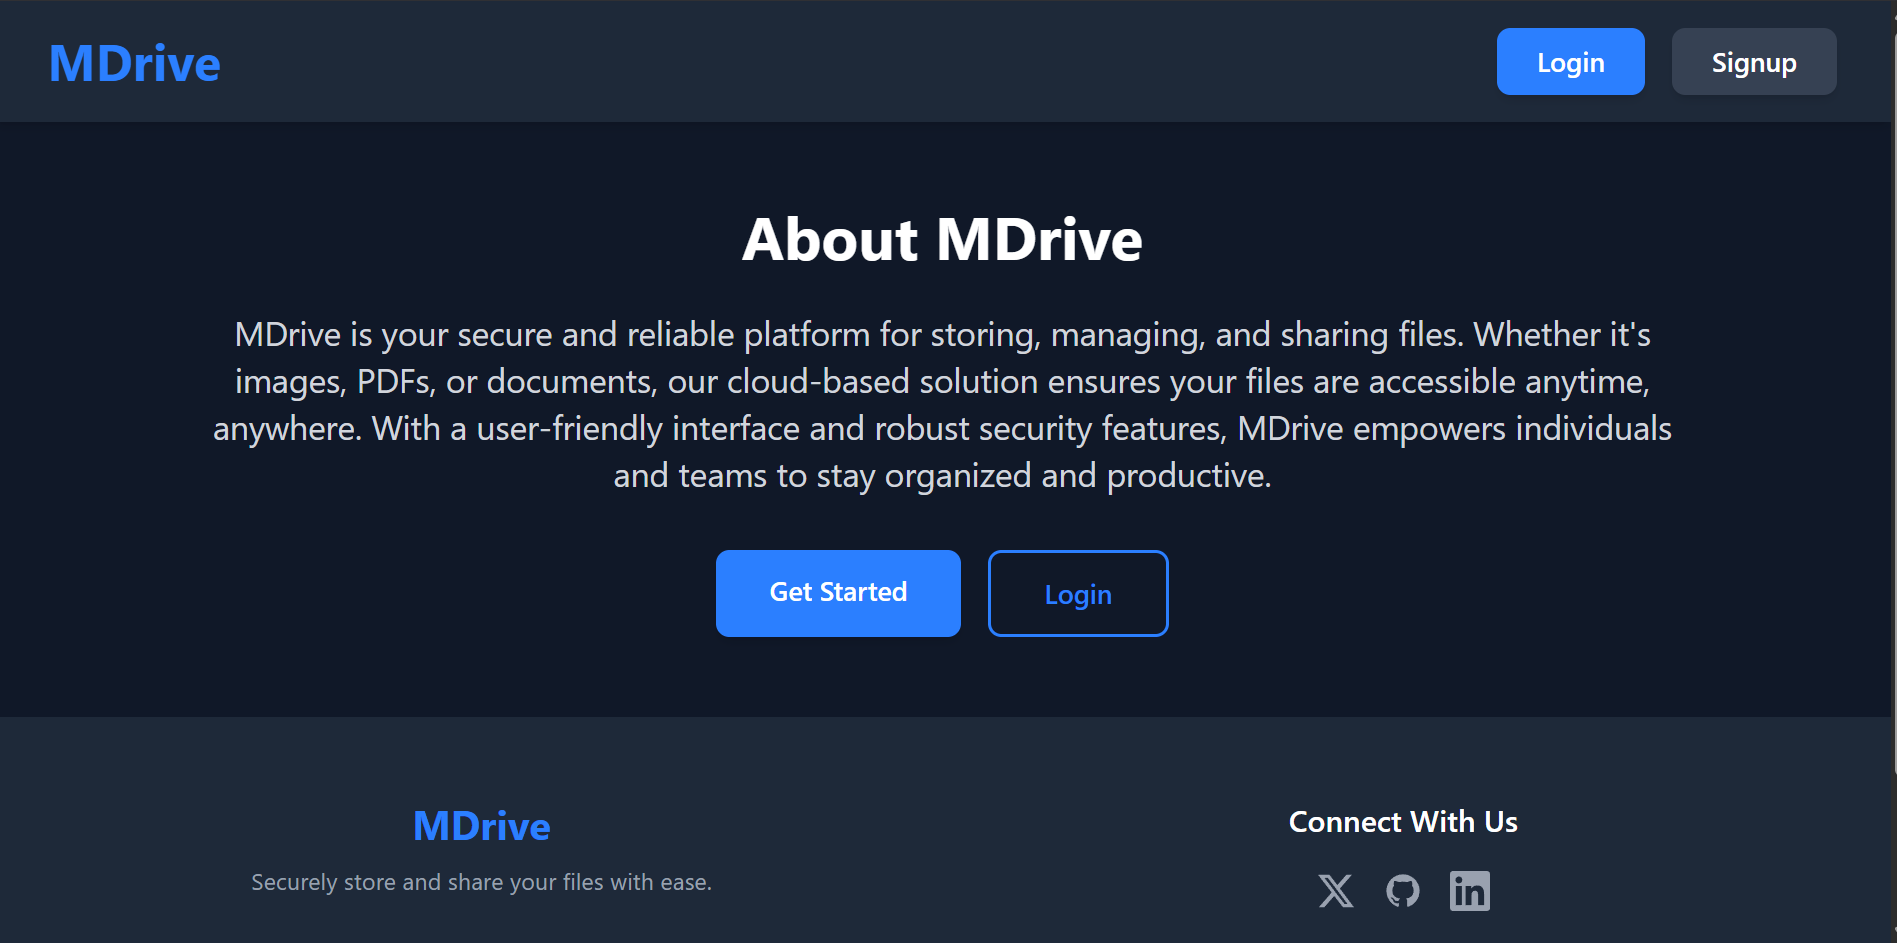 MDrive
Login
Signup
About MDrive
MDrive is your secure and reliable platform for storing, managing, and sharing files. Whether it's
images, PDFs, or documents, our cloud-based solution ensures your files are accessible anytime,
anywhere. With a user-friendly interface and robust security features, MDrive empowers individuals
and teams to stay organized and productive.
Get Started
Login
MDrive
Securely store and share your files with ease.
Connect With Us